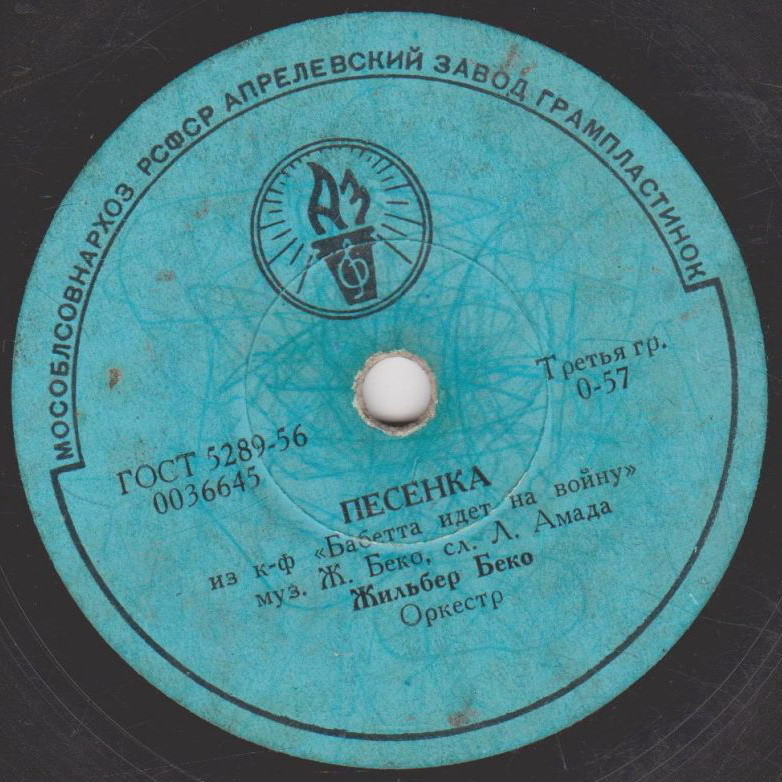 МОСОБЛСОВНАРХОЗ РСФСР АПРЕЛЕВСКИЙ ЗАВОД ГРАМПЛАСТИНОК
АЗ
Третья гр.
0-57
ГОСТ 5289-56
0036645
ПЕСЕНКА
из к-ф «Бабетта идет на войну»
муз. Ж. Беко, сл. Л. Амада
Жильбер Беко
Оркестр